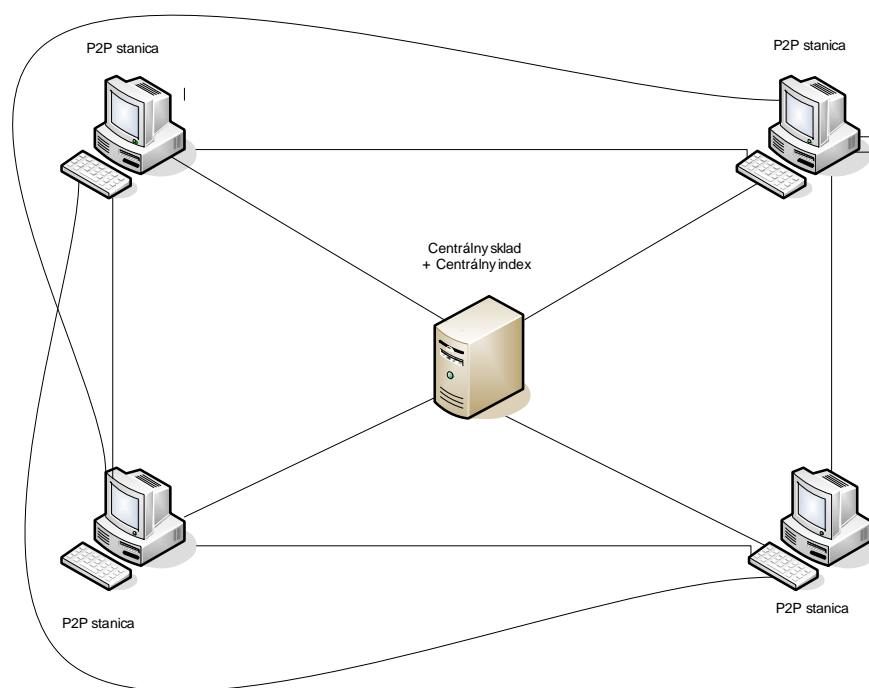 P2P stanica
P2P stanica
Centrálny sklad
+ Centrálny index
P2P stanica
P2P stanica